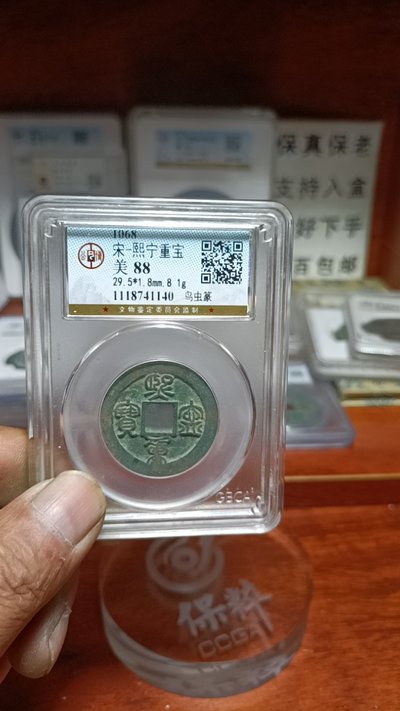 保真保老
支持入盒
好下手
百包邮
1068
宋-熙宁重宝
美 88
29.5*1.8mm,8 1g
1118741140 鸟虫篆
★ 文物鉴定委员会监制 ★
熙寧重寶
GBCA
保粹